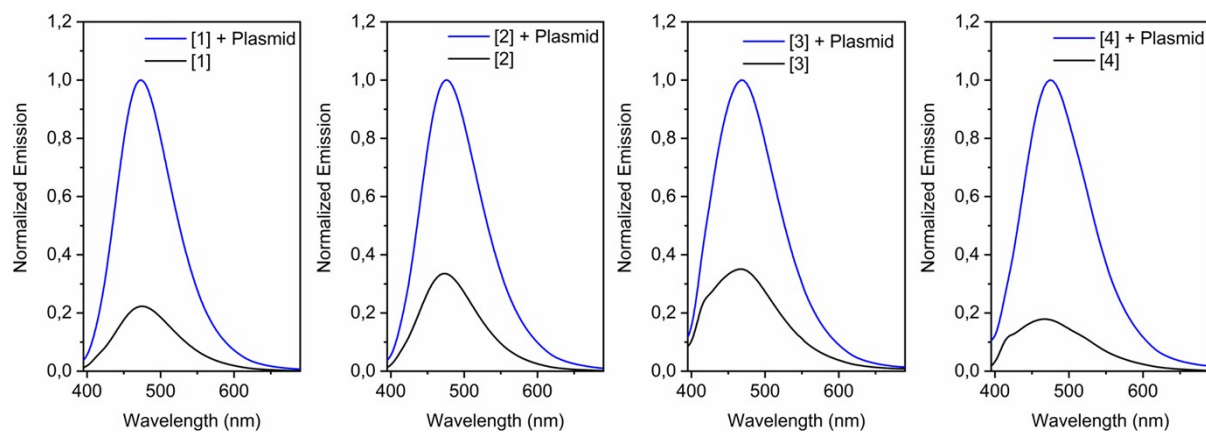 1,2
1,0
0,8
0,6
0,4
0,2
0,0
Normalized Emission
[1] + Plasmid
[1]
400 500 600
Wavelength (nm)
1,2
1,0
0,8
0,6
0,4
0,2
0,0
Normalized Emission
[2] + Plasmid
[2]
400 500 600
Wavelength (nm)
1,2
1,0
0,8
0,6
0,4
0,2
0,0
Normalized Emission
[3] + Plasmid
[3]
400 500 600
Wavelength (nm)
1,2
1,0
0,8
0,6
0,4
0,2
0,0
Normalized Emission
[4] + Plasmid
[4]
400 500 600
Wavelength (nm)